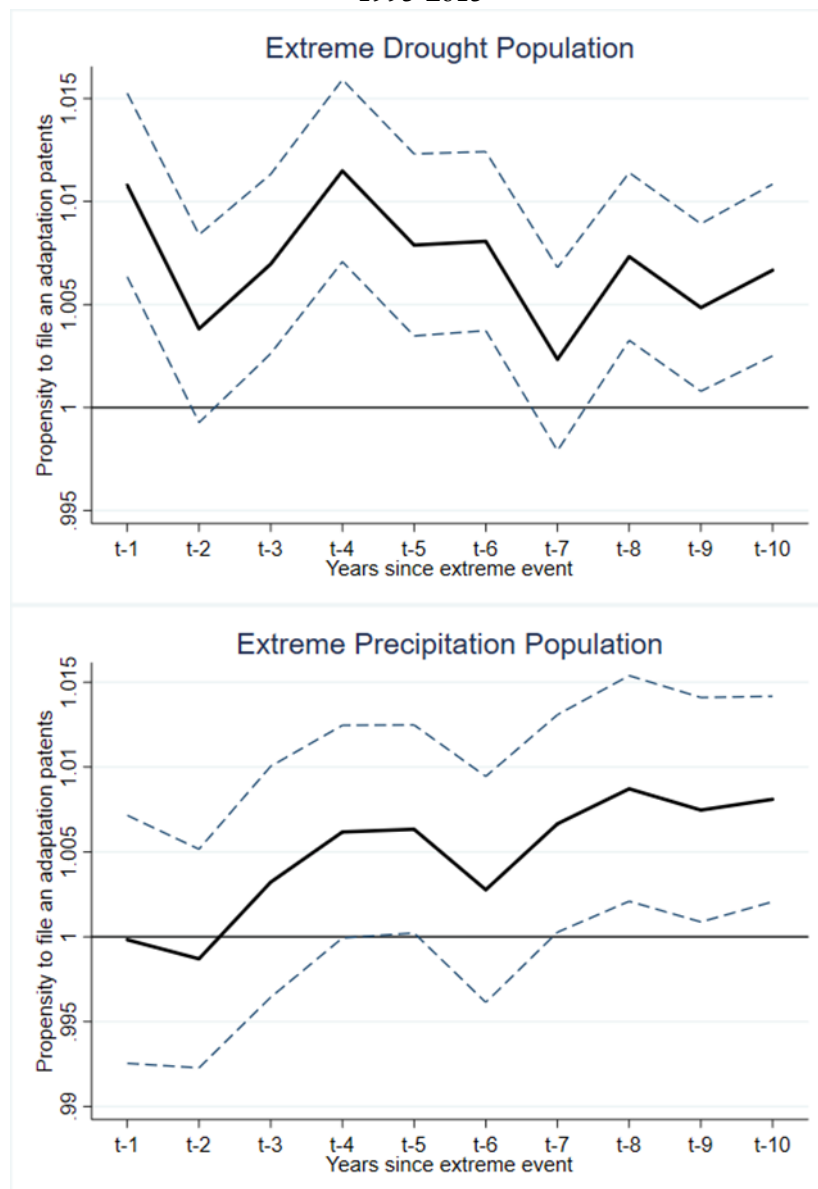 Extreme Drought Population
Propensity to file an adaptation patents
1.015
1.01
1.005
1
.995
t-1 t-2 t-3 t-4 t-5 t-6 t-7 t-8 t-9 t-10
Years since extreme event
Extreme Precipitation Population
Propensity to file an adaptation patents
1.015
1.01
1.005
1
.995
.99
t-1 t-2 t-3 t-4 t-5 t-6 t-7 t-8 t-9 t-10
Years since extreme event